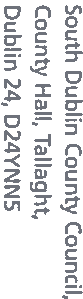 South Dublin County Council,
County Hall, Tallaght,
Dublin 24, D24YNN5